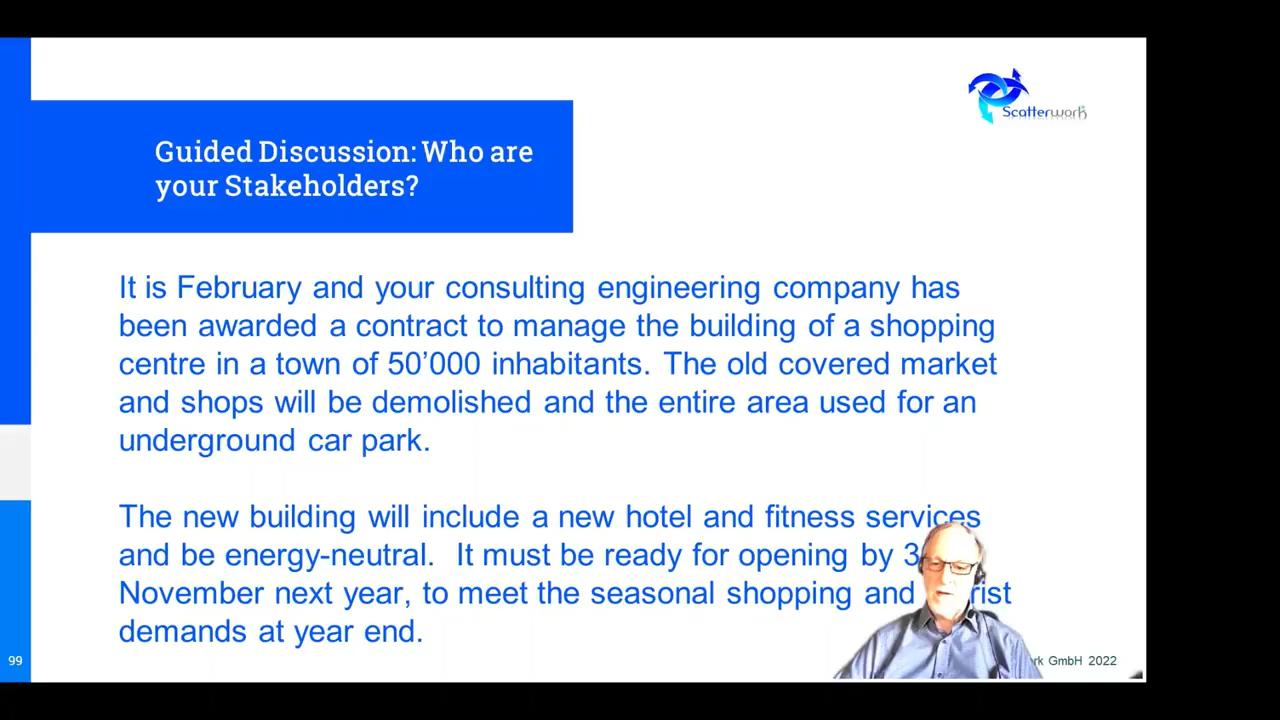 Scatterwork
Guided Discussion: Who are
your Stakeholders?
It is February and your consulting engineering company has
been awarded a contract to manage the building of a shopping
centre in a town of 50’000 inhabitants. The old covered market
and shops will be demolished and the entire area used for an
underground car park.
The new building will include a new hotel and fitness services
and be energy-neutral. It must be ready for opening by
November next year, to meet the seasonal shopping and
demands at year end.
99
GmbH 2022